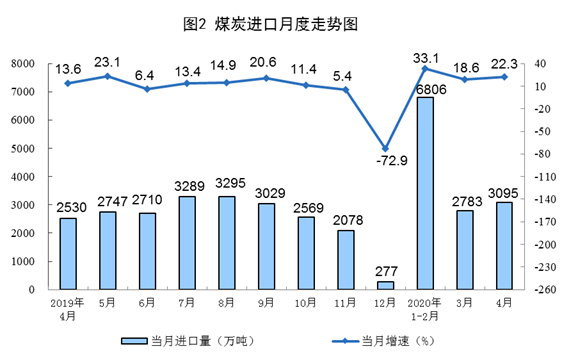 图2 煤炭进口月度走势图
13.6 23.1 6.4 13.4 14.9 20.6 11.4 5.4 -72.9 33.1 18.6 22.3
8000 7000 6000 5000 4000 3000 2000 1000 0
40 10 -20 -50 -80 -110 -140 -170 -200 -230 -260
2530 2747 2710 3289 3295 3029 2569 2078 277 6806 2783 3095
2019年 5月 6月 7月 8月 9月 10月 11月 12月 2020年 3月 4月
4月 1-2月
当月进口量（万吨） 当月增速（%）